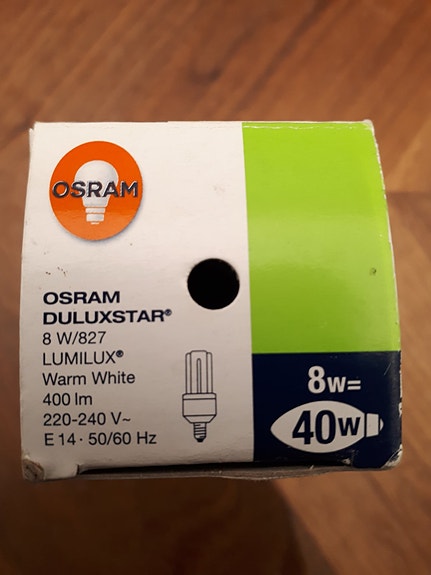 OSRAM
OSRAM
DULUXSTAR®
8 W/827
LUMILUX®
Warm White
400 lm
220-240 V~
E 14 · 50/60 Hz
8W=
40W